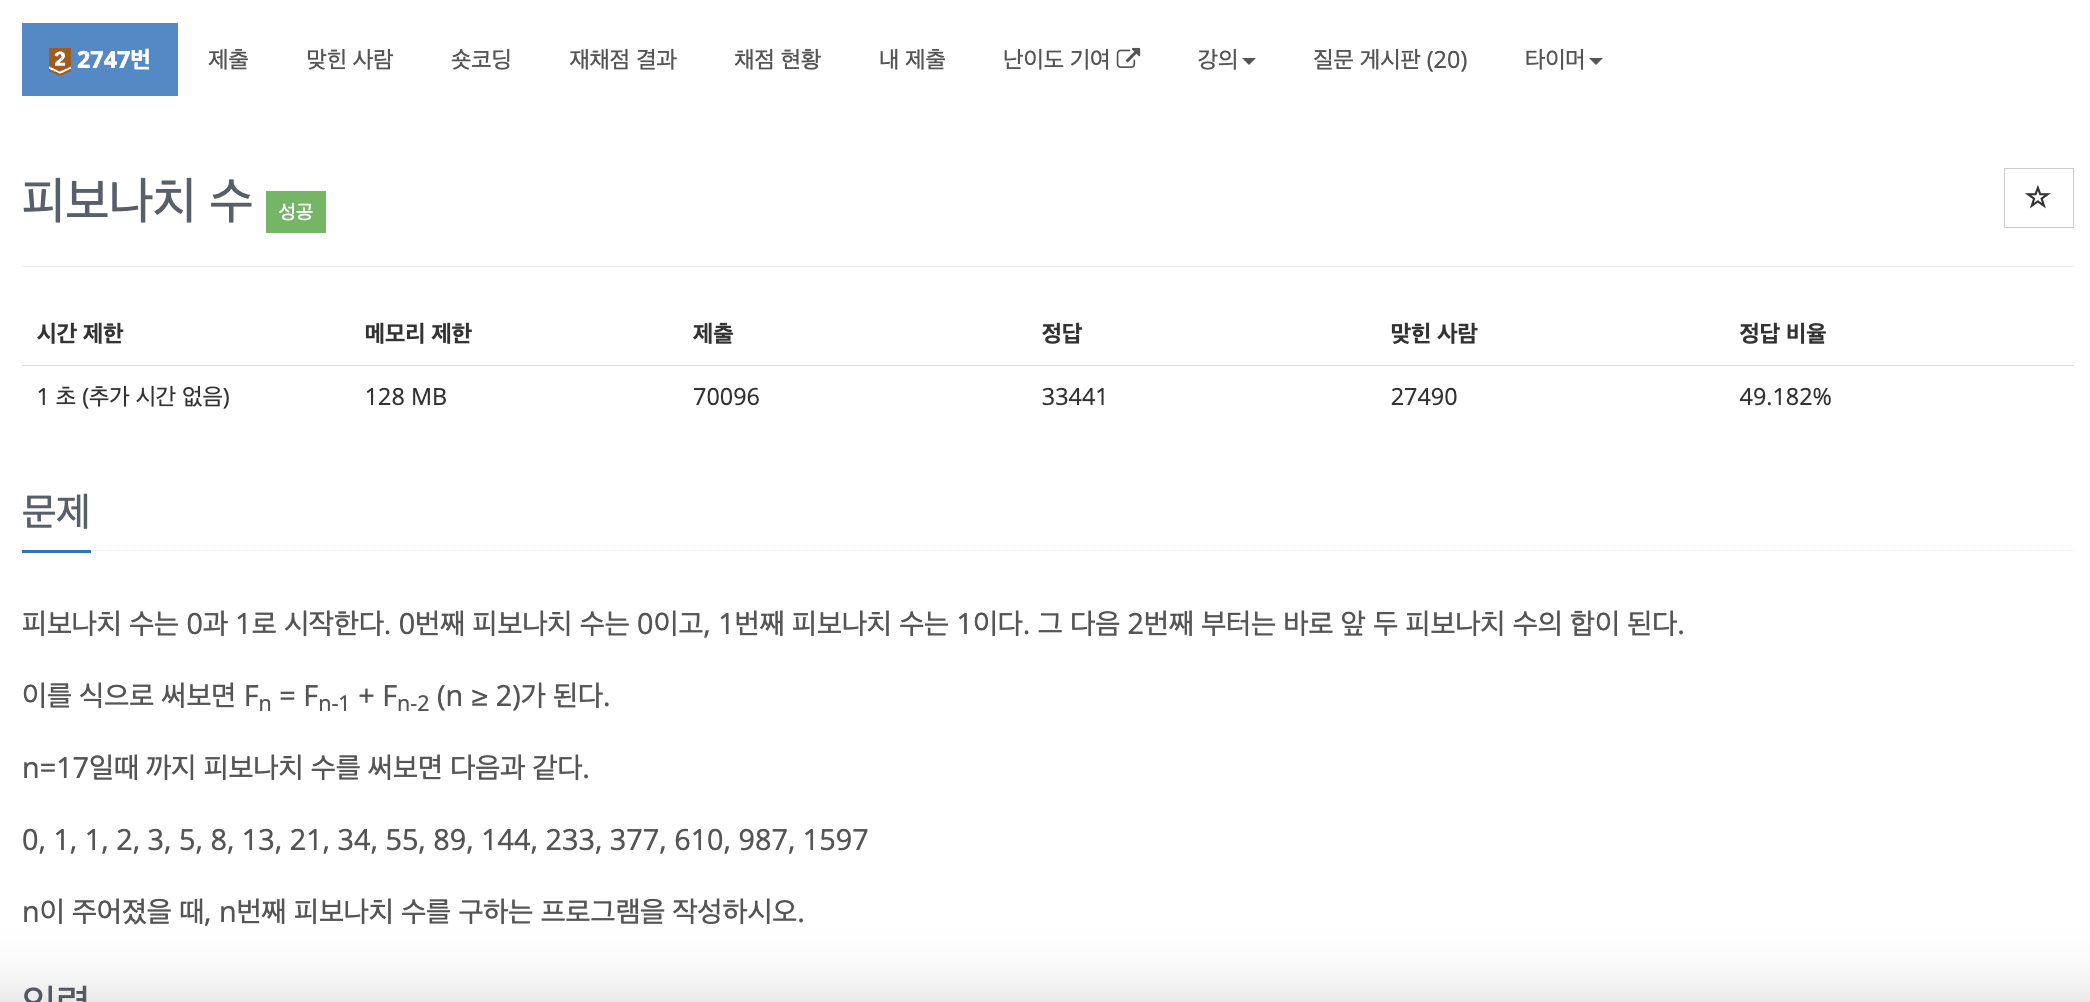 2 2747번 제출 맞힌 사람 숏코딩 재채점 결과 채점 현황 내 제출 난이도 기여 강의 질문 게시판 (20) 타이머
피보나치 수 성공
시간 제한 메모리 제한 제출 정답 맞힌 사람 정답 비율
1 초 (추가 시간 없음) 128 MB 70096 33441 27490 49.182%
문제
피보나치 수는 0과 1로 시작한다. 0번째 피보나치 수는 0이고, 1번째 피보나치 수는 1이다. 그 다음 2번째 부터는 바로 앞 두 피보나치 수의 합이 된다.
이를 식으로 써보면 Fn = Fn-1 + Fn-2 (n ≥ 2)가 된다.
n=17일때 까지 피보나치 수를 써보면 다음과 같다.
0, 1, 1, 2, 3, 5, 8, 13, 21, 34, 55, 89, 144, 233, 377, 610, 987, 1597
n이 주어졌을 때, n번째 피보나치 수를 구하는 프로그램을 작성하시오.
입력